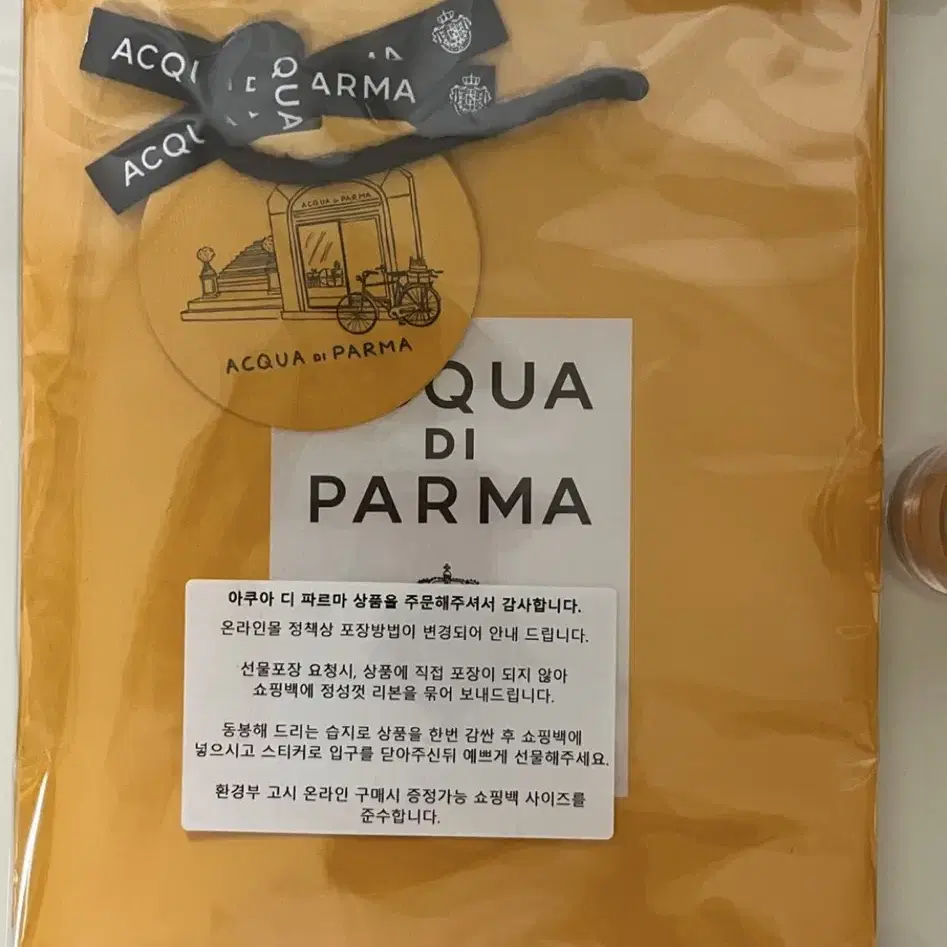 ACQUA
PARMA
ACQU
ACQUA DI PARMA
ACQUA DI PARMA
QUA
DI
PARMA
아쿠아 디 파르마 상품을 주문해주셔서 감사합니다.
온라인몰 정책상 포장방법이 변경되어 안내 드립니다.
선물포장 요청시, 상품에 직접 포장이 되지 않아
쇼핑백에 정성껏 리본을 묶어 보내드립니다.
동봉해 드리는 습지로 상품을 한번 감싼 후 쇼핑백에
넣으시고 스티커로 입구를 닫아주신뒤 예쁘게 선물해주세요.
환경부 고시 온라인 구매시 증정가능 쇼핑백 사이즈를
준수합니다.